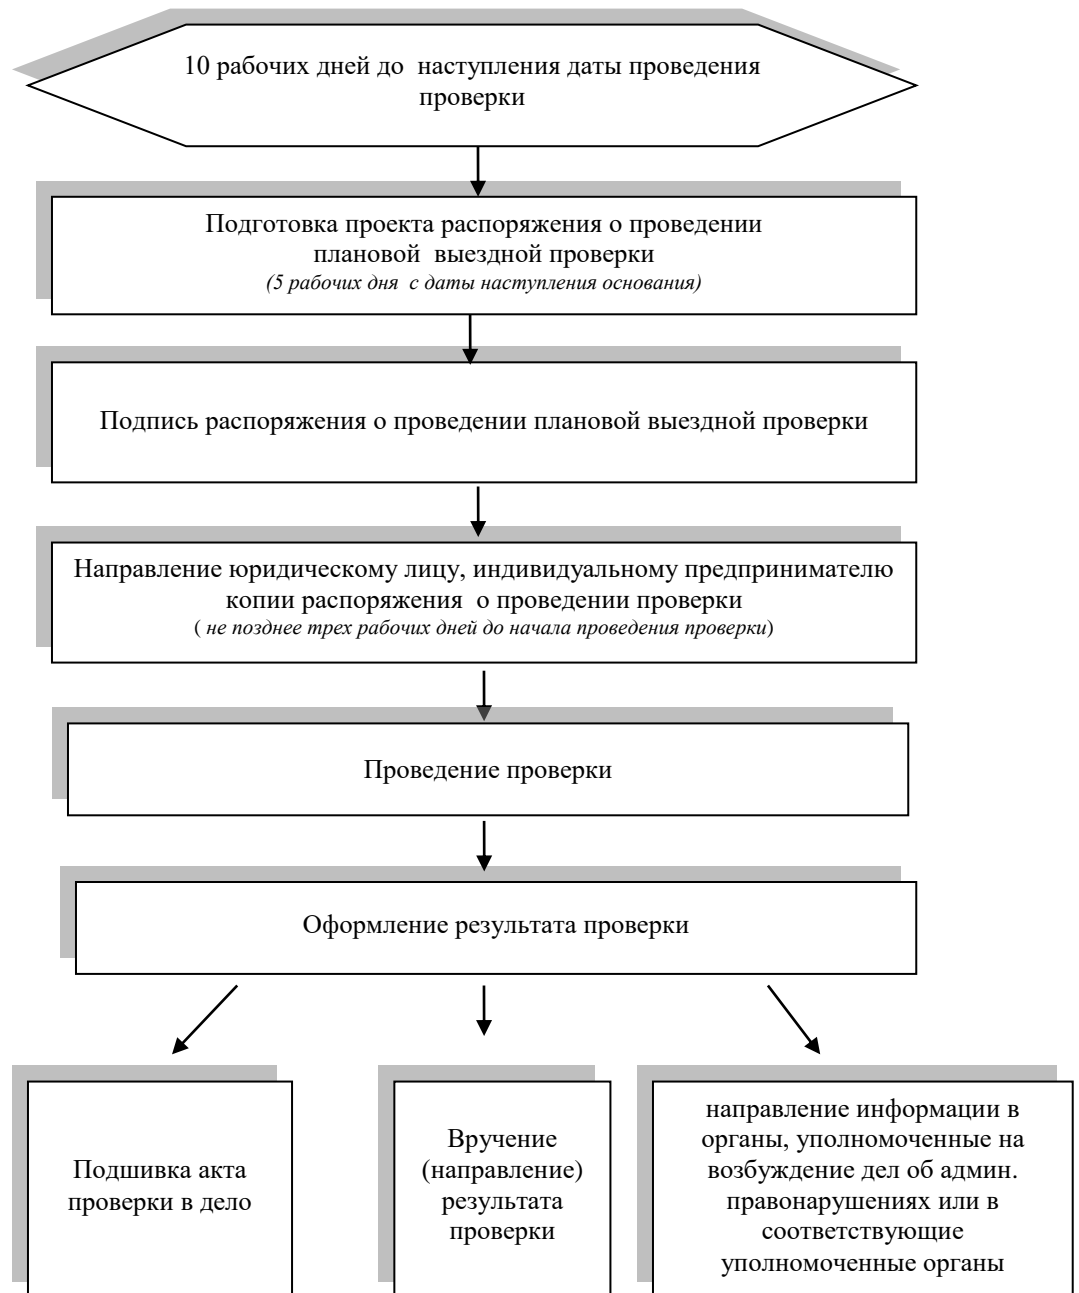 10 рабочих дней до наступления даты проведения
проверки
Подготовка проекта распоряжения о проведении
плановой выездной проверки
(5 рабочих дня с даты наступления основания)
Подпись распоряжения о проведении плановой выездной проверки
Направление юридическому лицу, индивидуальному предпринимателю
копии распоряжения о проведении проверки
( не позднее трех рабочих дней до начала проведения проверки)
Проведение проверки
Оформление результата проверки
Подшивка акта
проверки в дело
Вручение
(направление)
результата
проверки
направление информации в
органы, уполномоченные на
возбуждение дел об админ.
правонарушениях или в
соответствующие
уполномоченные органы